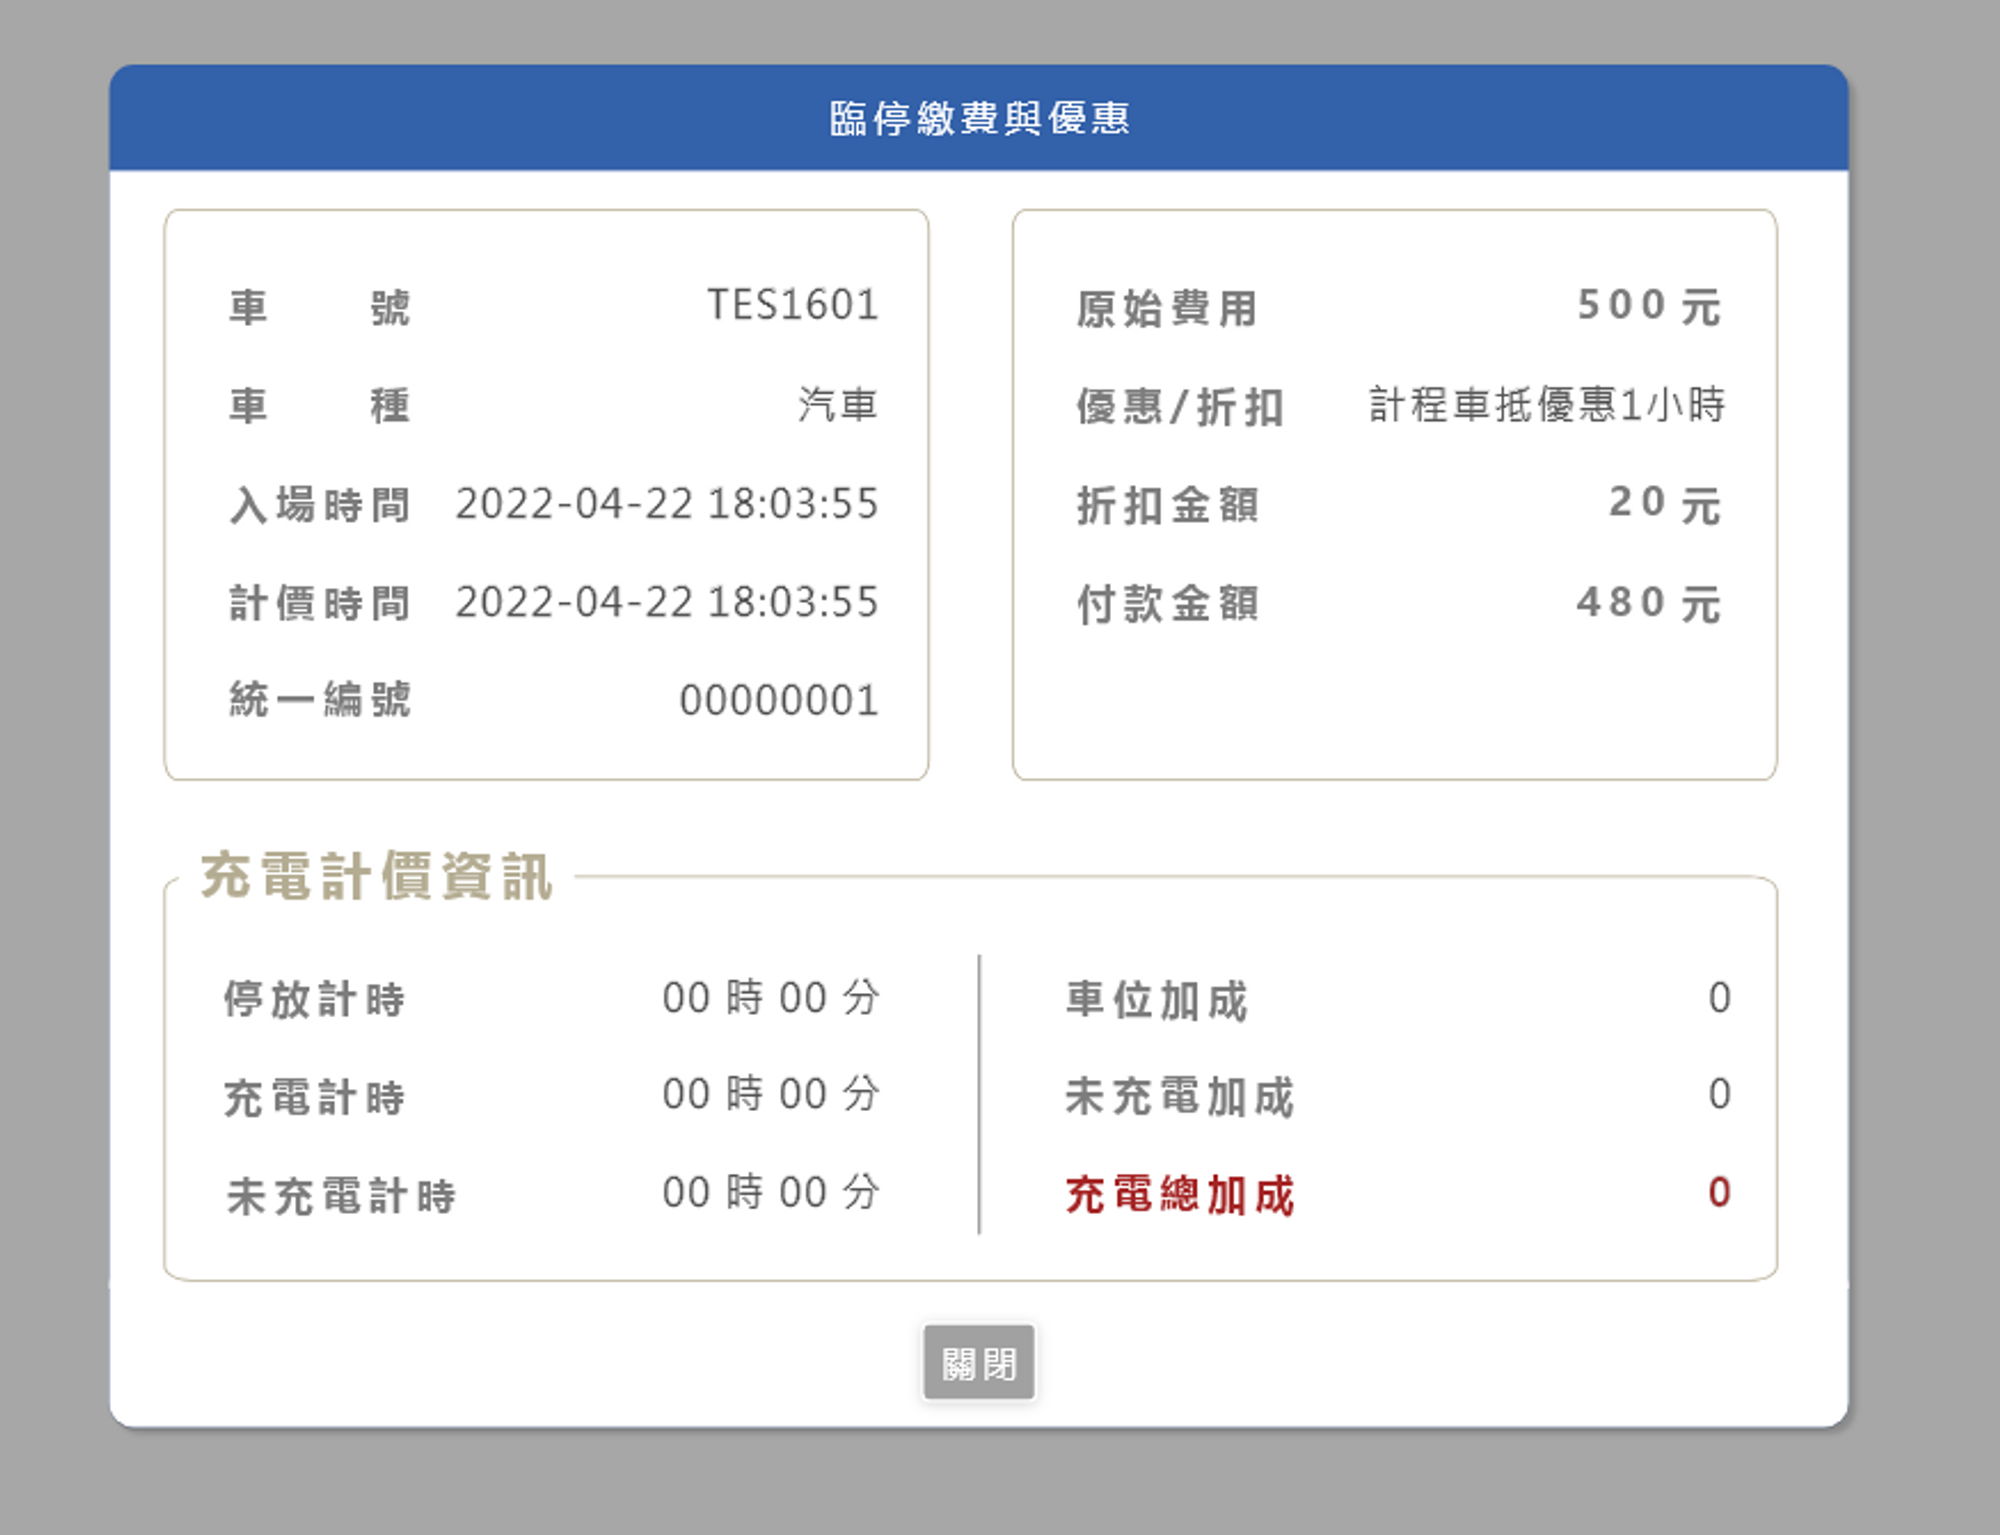 臨停繳費與優惠
車號 TES1601
車種 汽車
入場時間 2022-04-22 18:03:55
計價時間 2022-04-22 18:03:55
統一編號 00000001
原始費用 500 元
優惠/折扣 計程車抵優惠1小時
折扣金額 20 元
付款金額 480 元
充電計價資訊
停放計時 00 時 00 分
充電計時 00 時 00 分
未充電計時 00 時 00 分
車位加成 0
未充電加成 0
充電總加成 0
關閉